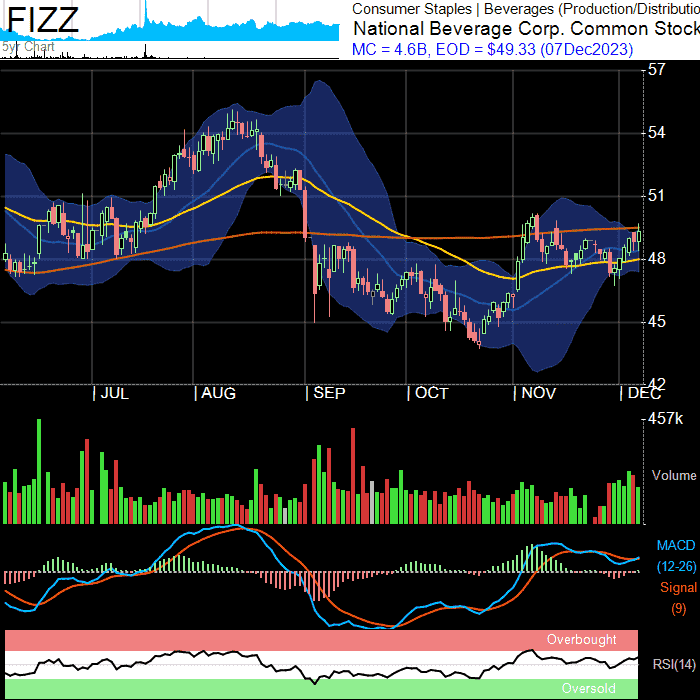 FIZZ
5yr Chart
Consumer Staples | Beverages (Production/Distributio
National Beverage Corp. Common Stock
MC = 4.6B, EOD = $49.33 (07Dec2023)
57
54
51
48
45
42
| JUL | AUG | SEP | OCT | NOV | DEC
457k
Volume
MACD
(12-26)
Signal
(9)
Overbought
RSI(14)
Oversold